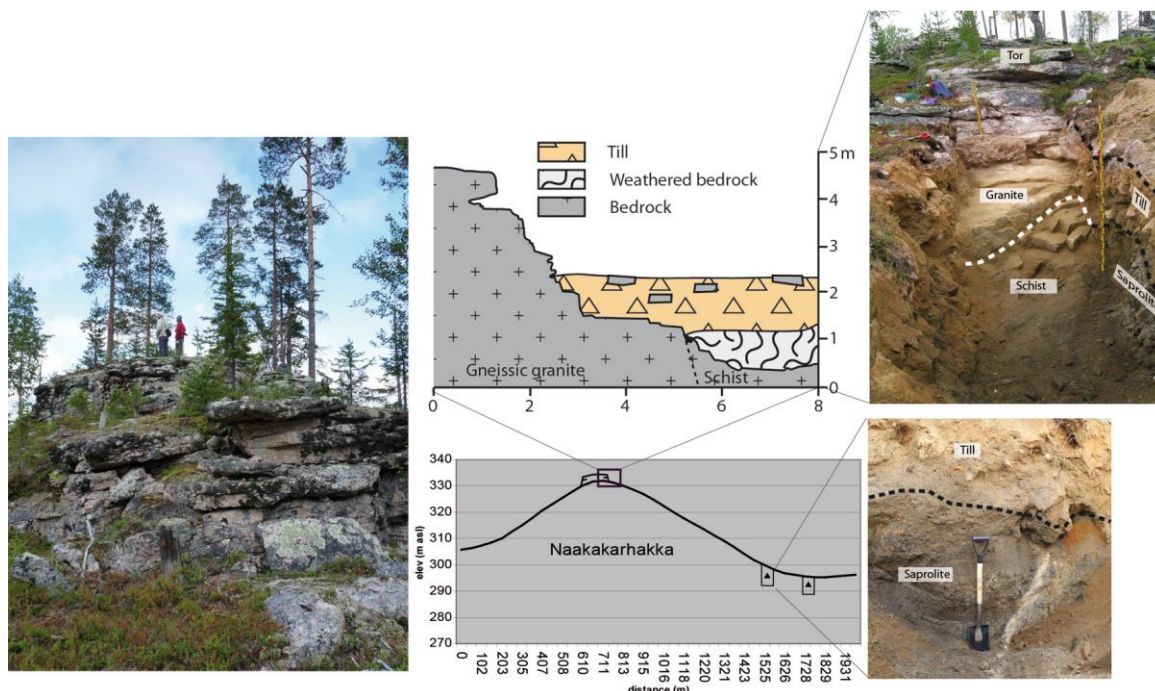 Till
Weathered bedrock
Bedrock
5 m
4
3
2
1
0
Gneissic granite
Schist
0
2
4
6
8
Tor
Granite
Till
Schist
Saprolite
340
330
320
310
300
290
280
270
elev (m asl)
Naakakarhakka
0
102
203
305
407
508
610
711
813
915
1016
1118
1220
1321
1423
1525
1626
1728
1829
1931
distance (m)
Till
Saprolite